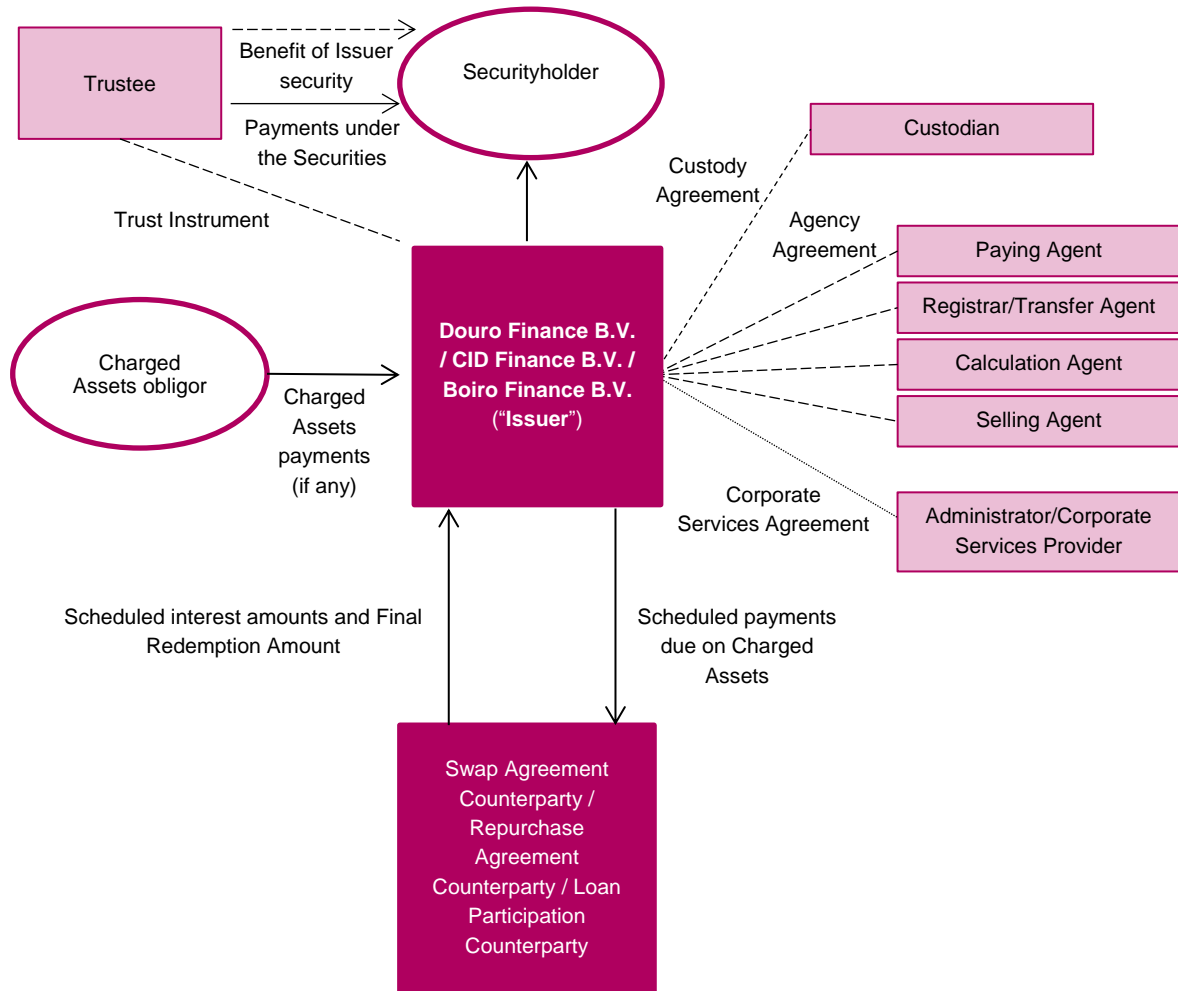 Trustee
Benefit of Issuer
security
Payments under
the Securities
Securityholder
Custodian
Custody
Agreement
Trust Instrument
Agency
Agreement
Paying Agent
Registrar/Transfer Agent
Calculation Agent
Selling Agent
Charged
Assets obligor
Charged
Assets
payments
(if any)
Douro Finance B.V.
/ CID Finance B.V. /
Boiro Finance B.V.
(“Issuer”)
Corporate
Services Agreement
Administrator/Corporate
Services Provider
Scheduled interest amounts and Final
Redemption Amount
Scheduled payments
due on Charged
Assets
Swap Agreement
Counterparty /
Repurchase
Agreement
Counterparty / Loan
Participation
Counterparty